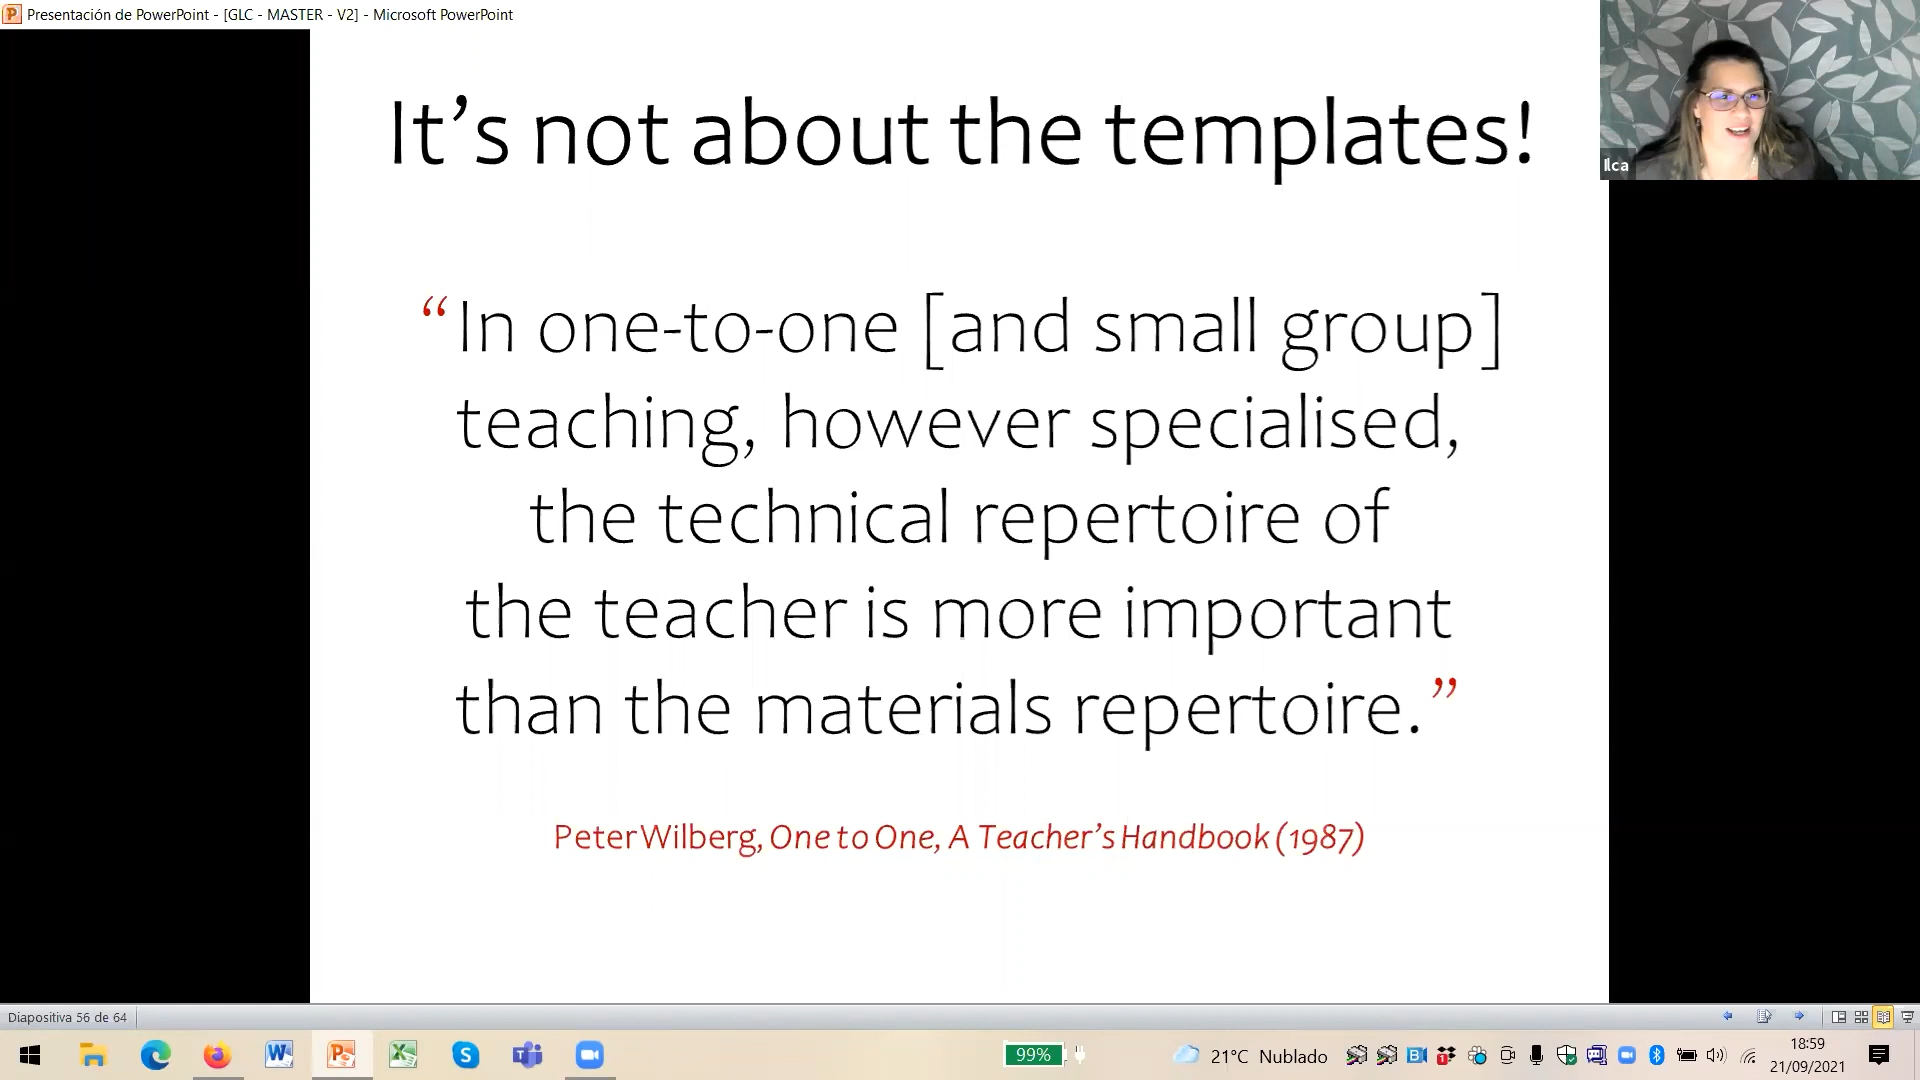 Presentación de PowerPoint - [GLC - MASTER - V2] - Microsoft PowerPoint
Ilca
It’s not about the templates!
“In one-to-one [and small group]
teaching, however specialised,
the technical repertoire of
the teacher is more important
than the materials repertoire.”
Peter Wilberg, One to One, A Teacher’s Handbook (1987)
Diapositiva 56 de 64
99%
21°C Nublado
18:59
21/09/2021